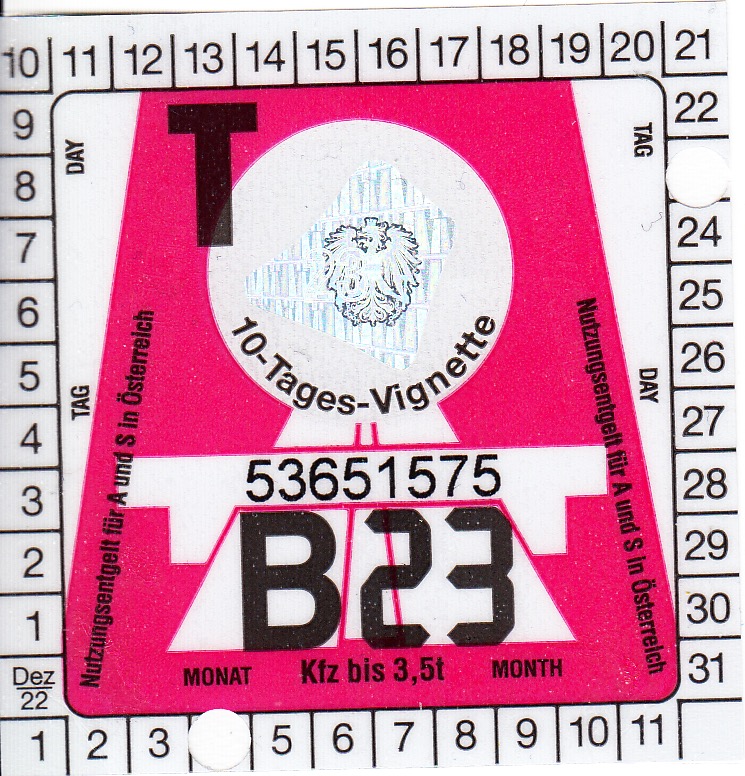 10 11 12 13 14 15 16 17 18 19 20 21
9 22
8
7 24
6 25
5 26
4 27
3 28
2 29
1 30
Dez 22 31
1 2 3 5 6 7 8 9 10 11
DAY
TAG
TAG
DAY
T
10-Tages-Vignette
Nutzungsentgelt für A und S in Österreich
Nutzungsentgelt für A und S in Österreich
53651575
B23
MONAT Kfz bis 3,5t MONTH